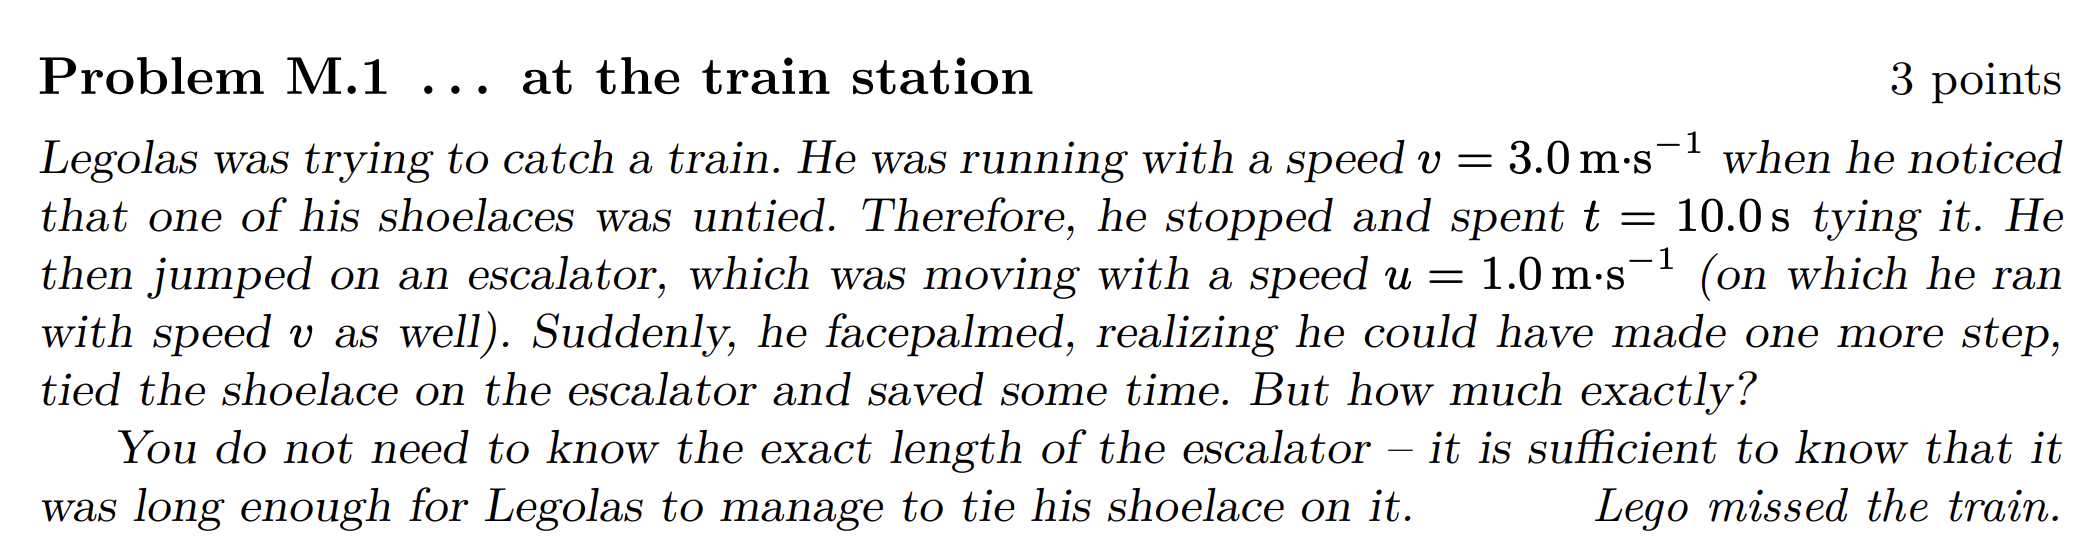 Problem M.1 ... at the train station 3 points
Legolas was trying to catch a train. He was running with a speed v = 3.0 m·s⁻¹ when he noticed
that one of his shoelaces was untied. Therefore, he stopped and spent t = 10.0 s tying it. He
then jumped on an escalator, which was moving with a speed u = 1.0 m·s⁻¹ (on which he ran
with speed v as well). Suddenly, he facepalmed, realizing he could have made one more step,
tied the shoelace on the escalator and saved some time. But how much exactly?
You do not need to know the exact length of the escalator – it is sufficient to know that it
was long enough for Legolas to manage to tie his shoelace on it. Lego missed the train.